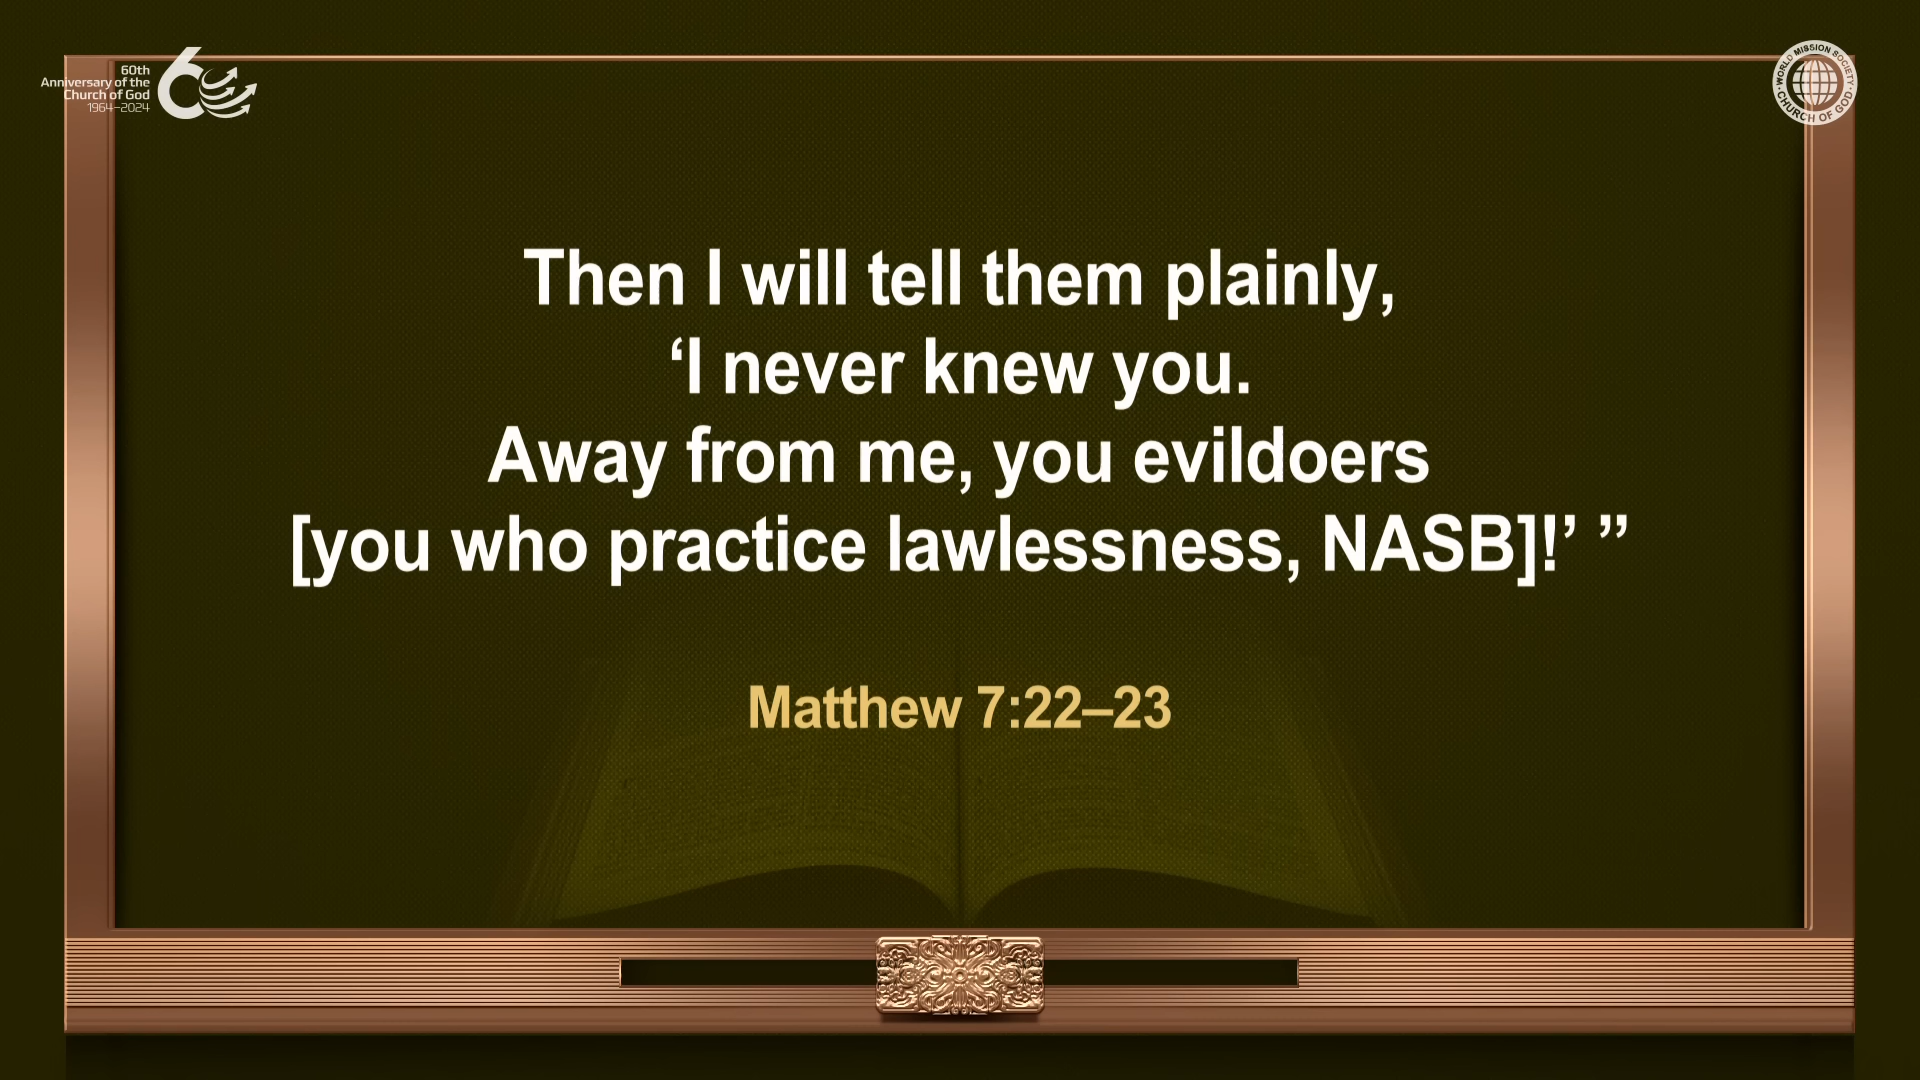 60th
Anniversary of the
Church of God
1964–2024
WORLD MISSION SOCIETY
CHURCH OF GOD
Then I will tell them plainly,
‘I never knew you.
Away from me, you evildoers
[you who practice lawlessness, NASB]!’ ”
Matthew 7:22–23